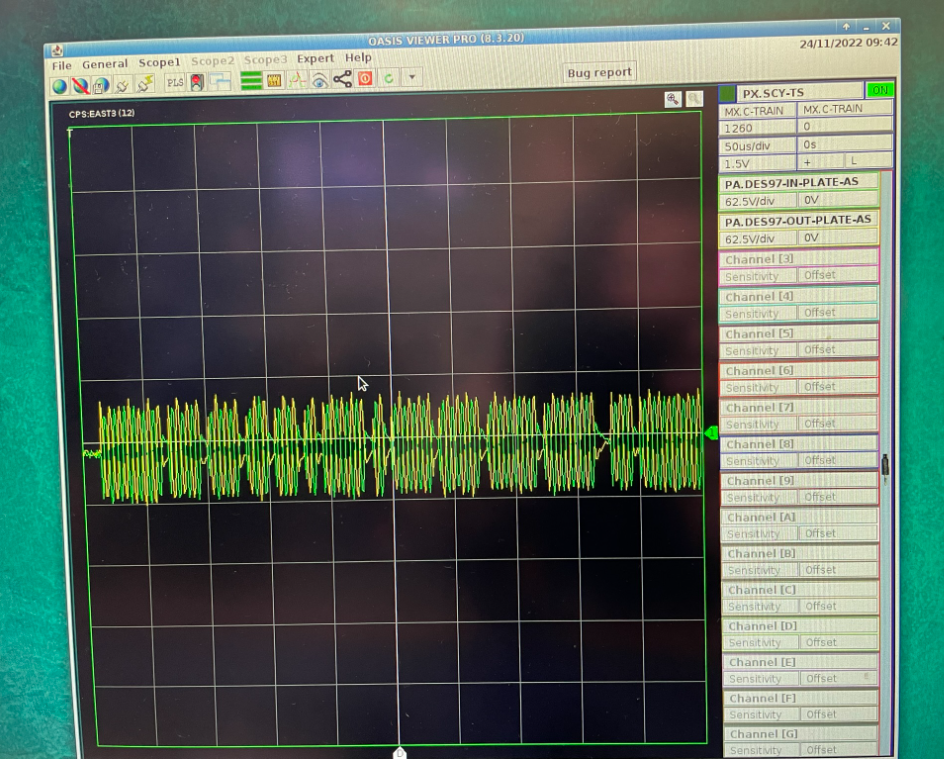 OASIS VIEWER PRO (8.3.20)
24/11/2022 09:42
File General Scope1 Scope2 Scope3 Expert Help
PLS
Bug report
CPS:EAST3 (12)
PX.SCY-TS ON
MX.C-TRAIN MX.C-TRAIN
1260 0
50us/div 0s
1.5V + L
PA.DES97-IN-PLATE-AS
62.5V/div 0V
PA.DES97-OUT-PLATE-AS
62.5V/div 0V
Channel [3]
Sensitivity Offset
Channel [4]
Sensitivity Offset
Channel [5]
Sensitivity Offset
Channel [6]
Sensitivity Offset
Channel [7]
Sensitivity Offset
Channel [8]
Sensitivity Offset
Channel [9]
Sensitivity Offset
Channel [A]
Sensitivity Offset
Channel [B]
Sensitivity Offset
Channel [C]
Sensitivity Offset
Channel [D]
Sensitivity Offset
Channel [E]
Sensitivity Offset
Channel [F]
Sensitivity Offset
Channel [G]
Sensitivity Offset